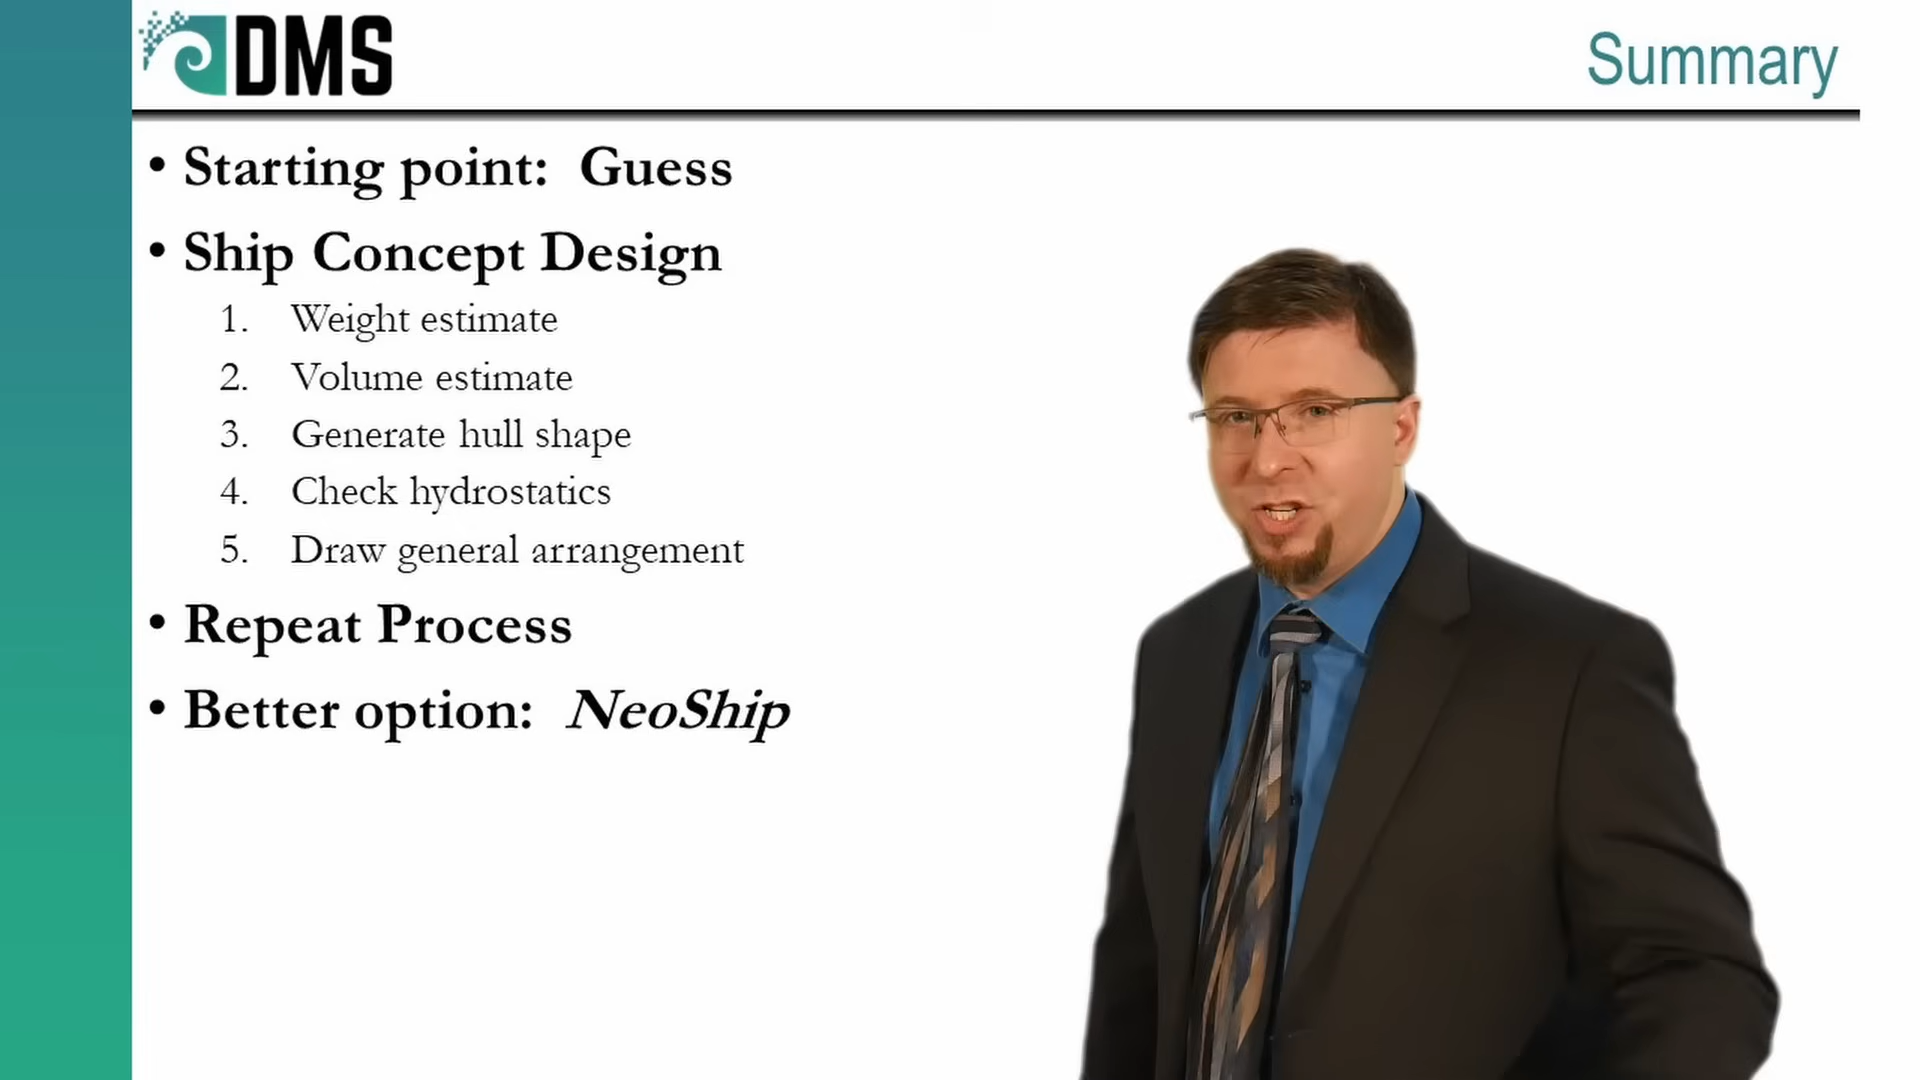 DMS
Summary
• Starting point: Guess
• Ship Concept Design
1. Weight estimate
2. Volume estimate
3. Generate hull shape
4. Check hydrostatics
5. Draw general arrangement
• Repeat Process
• Better option: NeoShip